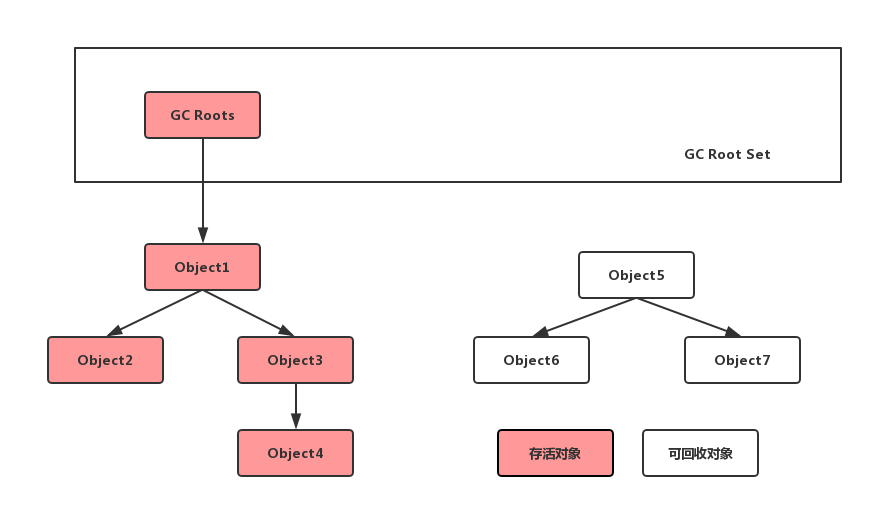 GC Roots
GC Root Set
Object1
Object5
Object2
Object3
Object6
Object7
Object4
存活对象
可回收对象